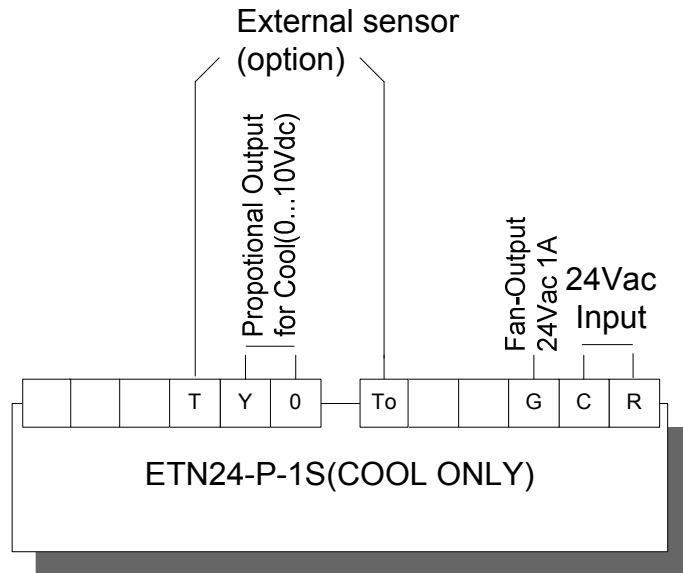 External sensor
(option)
Propotional Output
for Cool(0...10Vdc)
Fan-Output
24Vac 1A
24Vac
Input
T Y 0 To G C R
ETN24-P-1S(COOL ONLY)